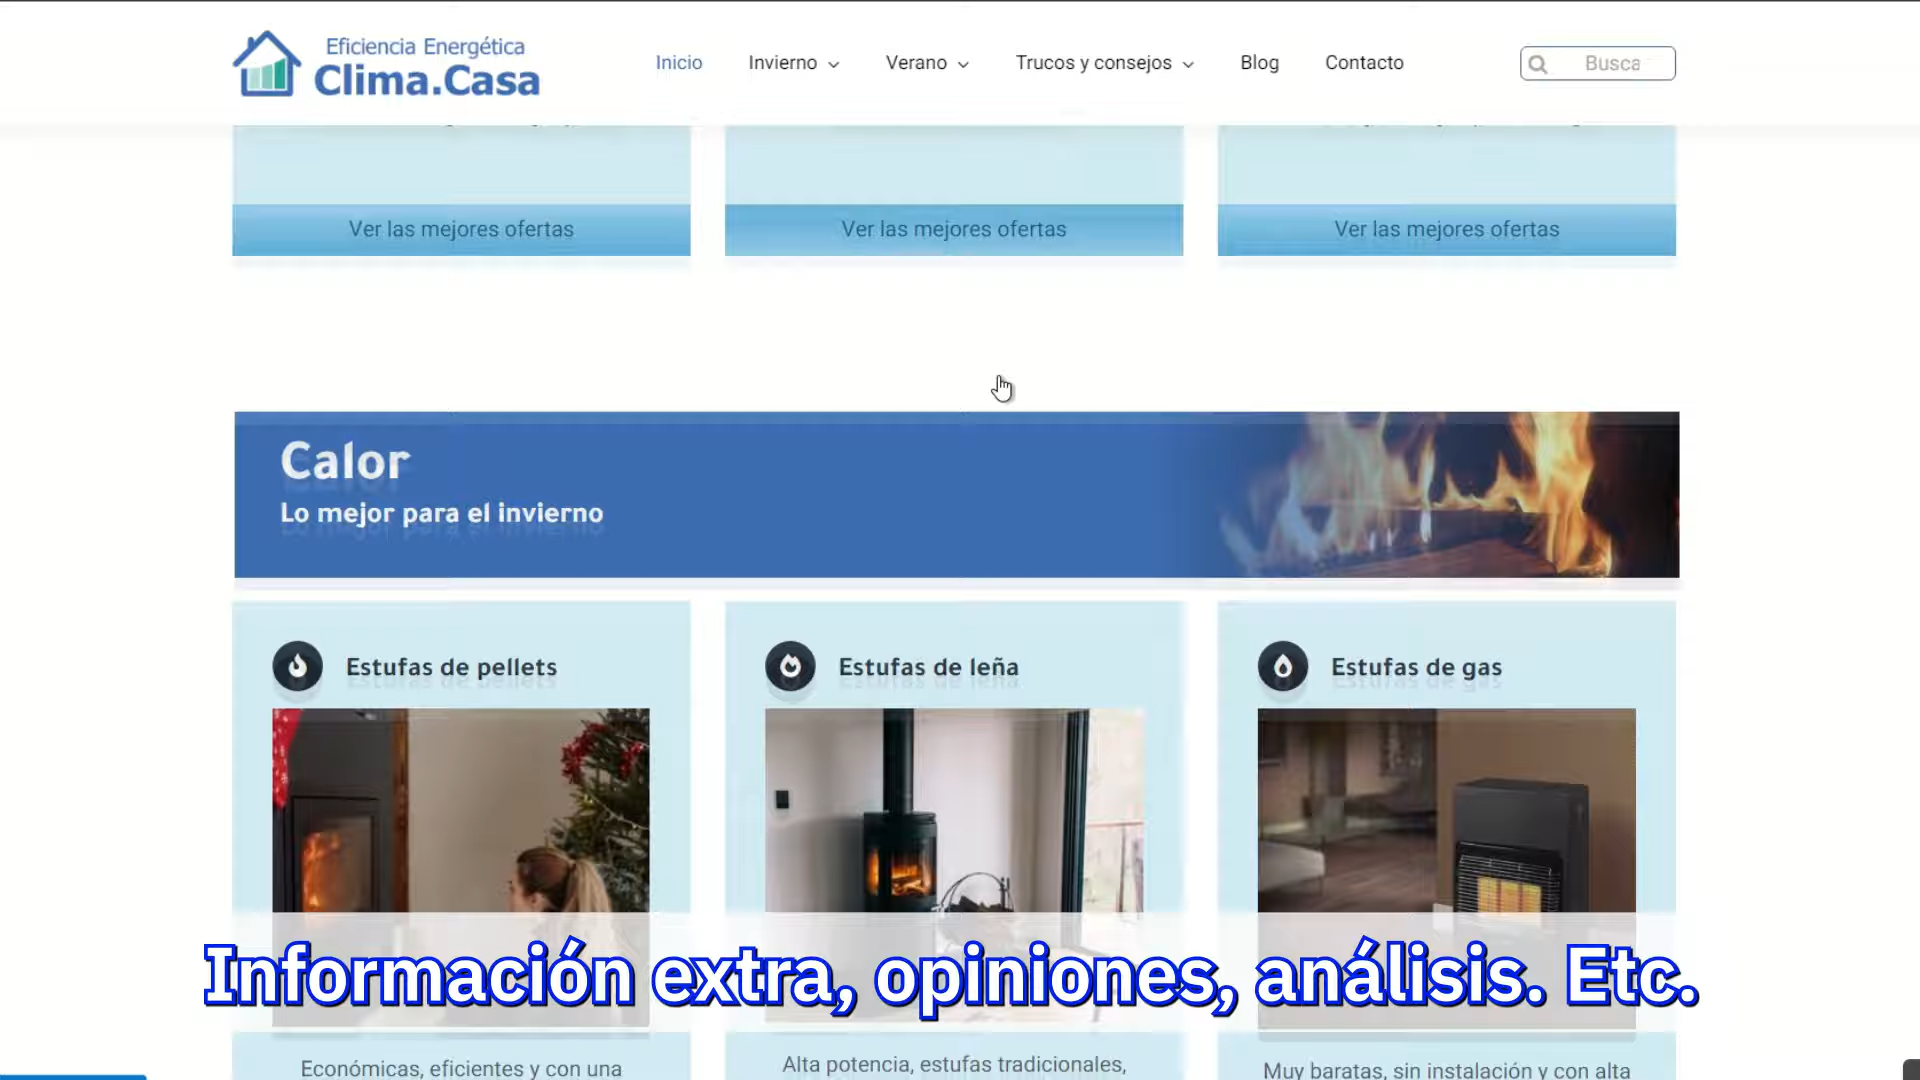 Eficiencia Energética
Clima.Casa
Inicio
Invierno
Verano
Trucos y consejos
Blog
Contacto
Busca
Ver las mejores ofertas
Ver las mejores ofertas
Ver las mejores ofertas
Calor
Lo mejor para el invierno
Estufas de pellets
Estufas de leña
Estufas de gas
Información extra, opiniones, análisis. Etc.
Económicas, eficientes y con una
Alta potencia, estufas tradicionales,
Muy baratas, sin instalación y con alta